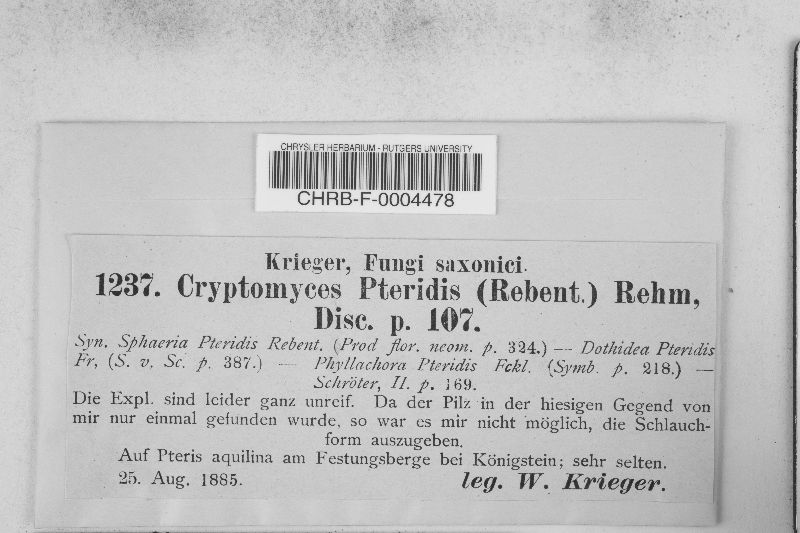 CHRYSLER HERBARIUM - RUTGERS UNIVERSITY
CHRB-F-0004478
Krieger, Fungi saxonici.
1237. Cryptomyces Pteridis (Rebent.) Rehm,
Disc. p. 107.
Syn. Sphaeria Pteridis Rebent. (Prod flor. neom. p. 324.) — Dothidea Pteridis
Fr, (S. v. Sc. p. 387.) — Phyllachora Pteridis Fckl. (Symb. p. 218.) —
Schröter, II. p. 169.
Die Expl. sind leider ganz unreif. Da der Pilz in der hiesigen Gegend von
mir nur einmal gefunden wurde, so war es mir nicht möglich, die Schlauch-
form auszugeben.
Auf Pteris aquilina am Festungsberge bei Königstein; sehr selten.
25. Aug. 1885.
leg. W. Krieger.